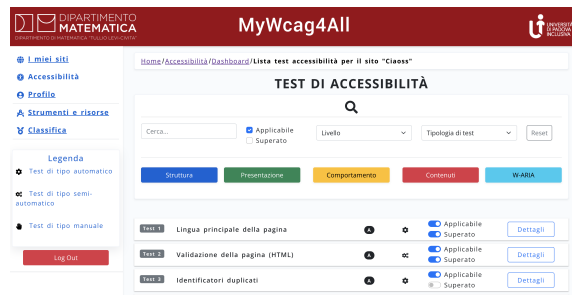 DIPARTIMENTO
MATEMATICA
DIPARTIMENTO DI MATEMATICA "TULLIO LEVI-CIVITA"
MyWcag4All
UNIVERSITÀ
DI PADOVA
INCLUSIVA
I miei siti
Accessibilità
Profilo
Strumenti e risorse
Classifica
Legenda
Test di tipo automatico
Test di tipo semi-
automatico
Test di tipo manuale
Log Out
Home/Accessibilità/Dashboard/Lista test accessibilità per il sito "Ciaoss"
TEST DI ACCESSIBILITÀ
Cerca...
Applicabile
Superato
Livello
Tipologia di test
Reset
Struttura
Presentazione
Comportamento
Contenuti
W-ARIA
Test 1 Lingua principale della pagina A Applicabile
Superato
Dettagli
Test 2 Validazione della pagina (HTML) A Applicabile
Superato
Dettagli
Test 3 Identificatori duplicati A Applicabile
Superato
Dettagli